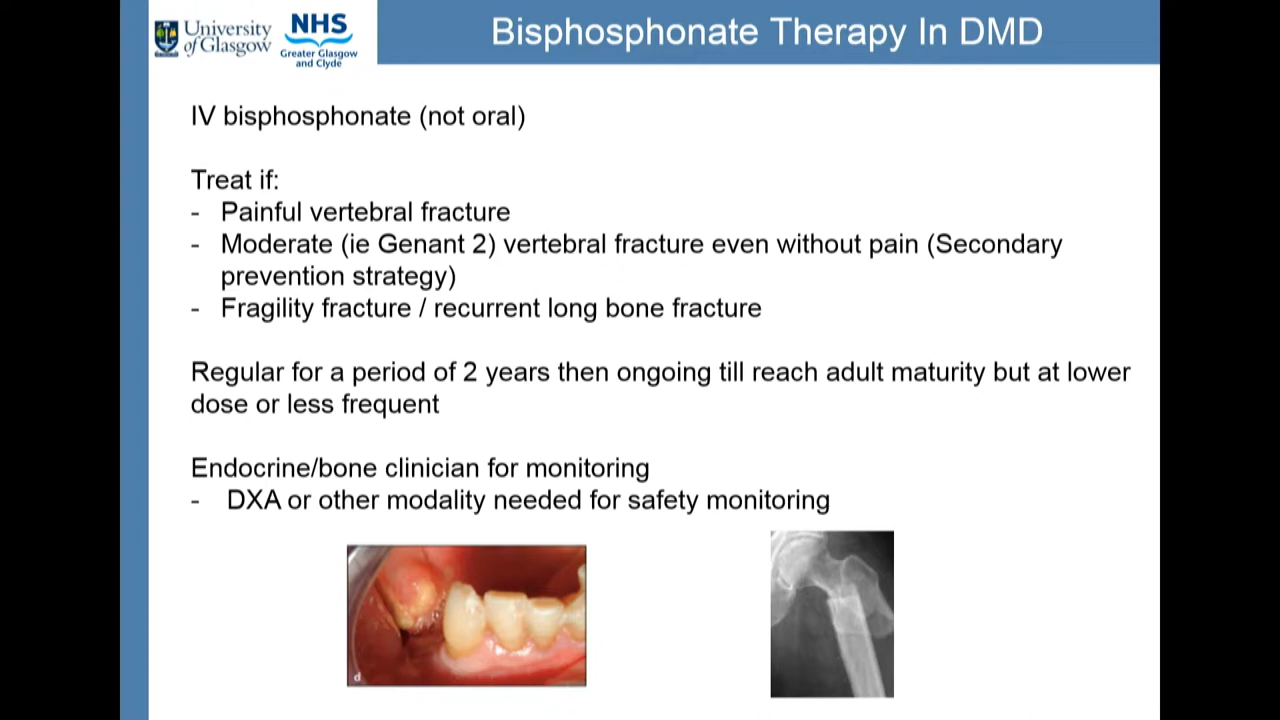 University
of Glasgow
NHS
Greater Glasgow
and Clyde
Bisphosphonate Therapy In DMD
IV bisphosphonate (not oral)
Treat if:
- Painful vertebral fracture
- Moderate (ie Genant 2) vertebral fracture even without pain (Secondary
prevention strategy)
- Fragility fracture / recurrent long bone fracture
Regular for a period of 2 years then ongoing till reach adult maturity but at lower
dose or less frequent
Endocrine/bone clinician for monitoring
- DXA or other modality needed for safety monitoring
d